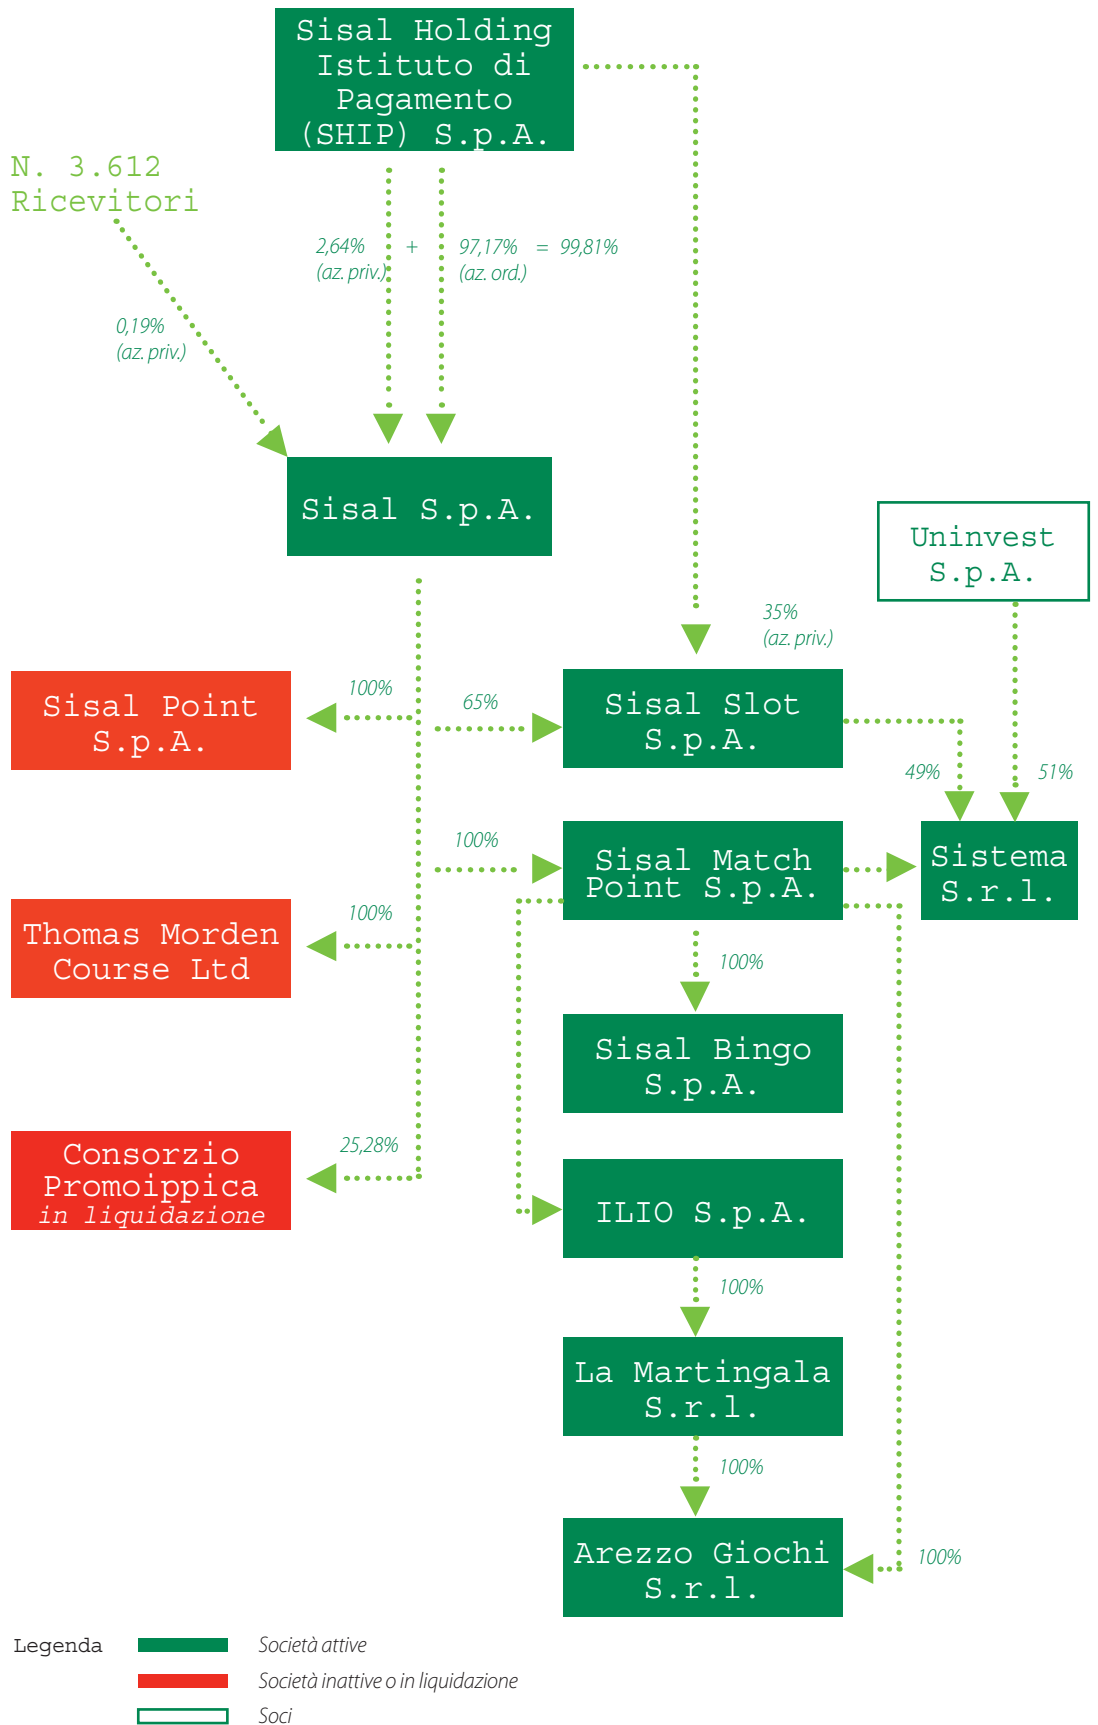 Sisal Holding
Istituto di
Pagamento
(SHIP) S.p.A.
N. 3.612
Ricevitori
2,64% + 97,17% = 99,81%
(az. priv.) (az. ord.)
0,19%
(az. priv.)
Sisal S.p.A.
Uninvest
S.p.A.
35%
(az. priv.)
Sisal Point
S.p.A.
100%
65%
Sisal Slot
S.p.A.
49%
51%
100%
Sisal Match
Point S.p.A.
Sistema
S.r.l.
Thomas Morden
Course Ltd
100%
100%
Sisal Bingo
S.p.A.
Consorzio
Promoippica
in liquidazione
25,28%
ILIO S.p.A.
100%
La Martingala
S.r.l.
100%
Arezzo Giochi
S.r.l.
100%
Legenda
Società attive
Società inattive o in liquidazione
Soci